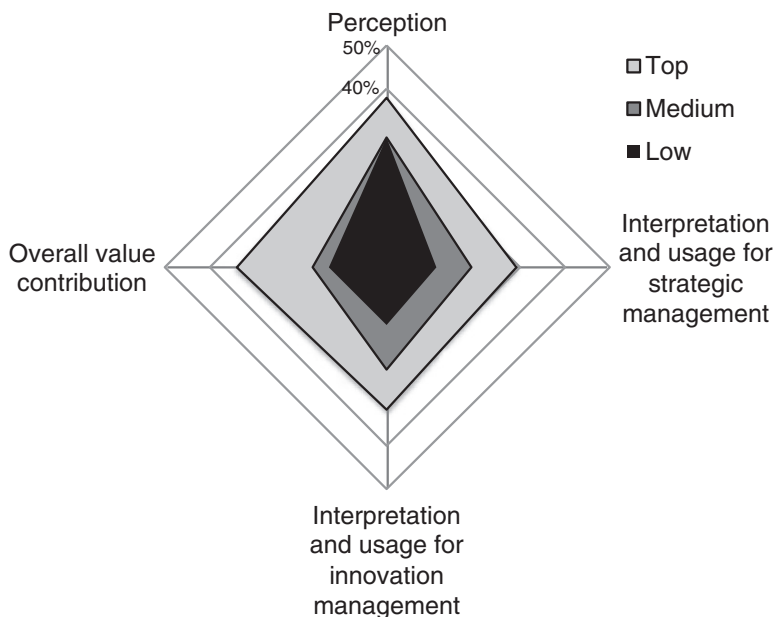 Perception
50%
40%
Top
Medium
Low
Interpretation
and usage for
strategic
management
Overall value
contribution
Interpretation
and usage for
innovation
management